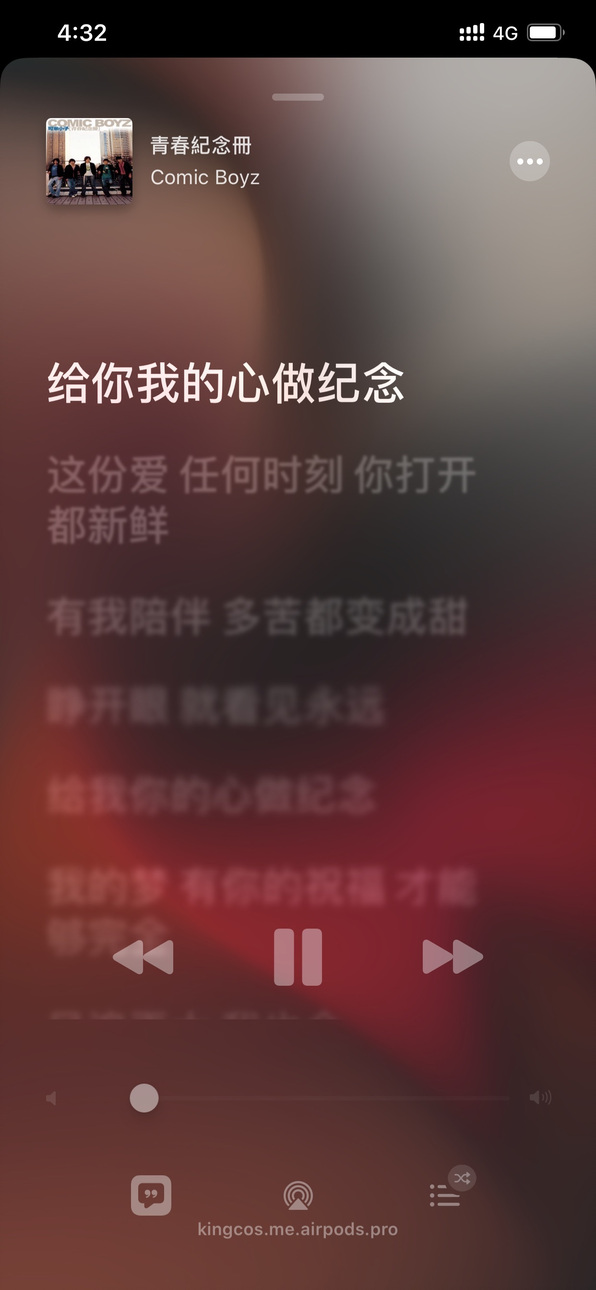 4:32
4G
COMIC BOYZ
青春紀念冊
Comic Boyz
给你我的心做纪念
这份爱 任何时刻 你打开
都新鲜
有我陪伴 多苦都变成甜
睁开眼 就看见永远
给我你的心做纪念
我的梦 有你的祝福 才能
够完全
kingcos.me.airpods.pro